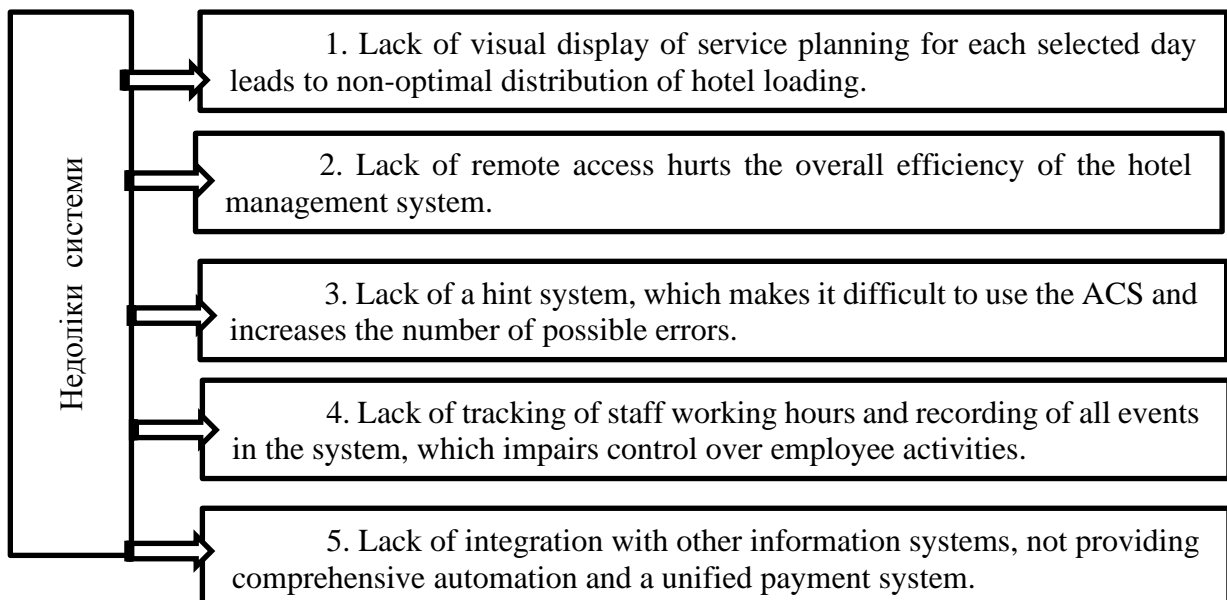 Недоліки системи
1. Lack of visual display of service planning for each selected day
leads to non-optimal distribution of hotel loading.
2. Lack of remote access hurts the overall efficiency of the hotel
management system.
3. Lack of a hint system, which makes it difficult to use the ACS and
increases the number of possible errors.
4. Lack of tracking of staff working hours and recording of all events
in the system, which impairs control over employee activities.
5. Lack of integration with other information systems, not providing
comprehensive automation and a unified payment system.